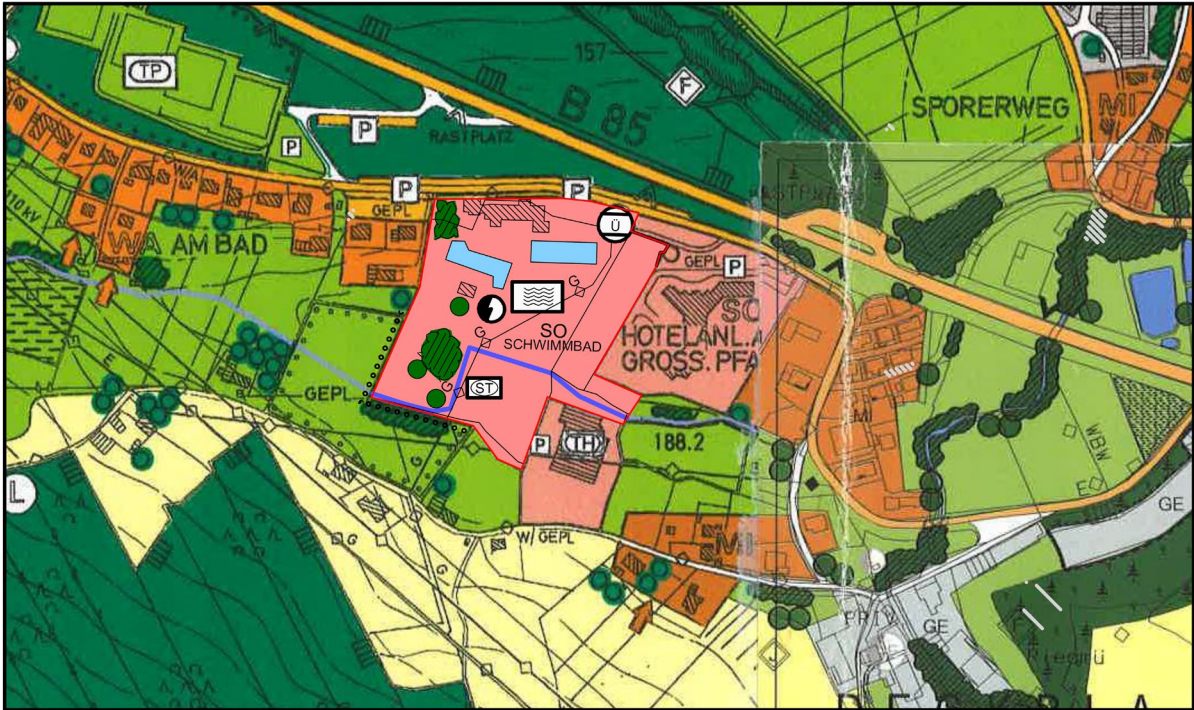 157
F
TP
SPORERWEG
MI
B 85
P
RASTPLATZ
P
P
P
GEPL
WA
110 KV
Ü
WA AM BAD
GEPL
P
G
SO
HOTELANL.A
GROSS. PFA
SO
SCHWIMMBAD
G
GEPL
G
ST
MI
P
TH
188.2
WBW
E
GE
L
G
W/ GEPL
G
MI
PRIV
GE